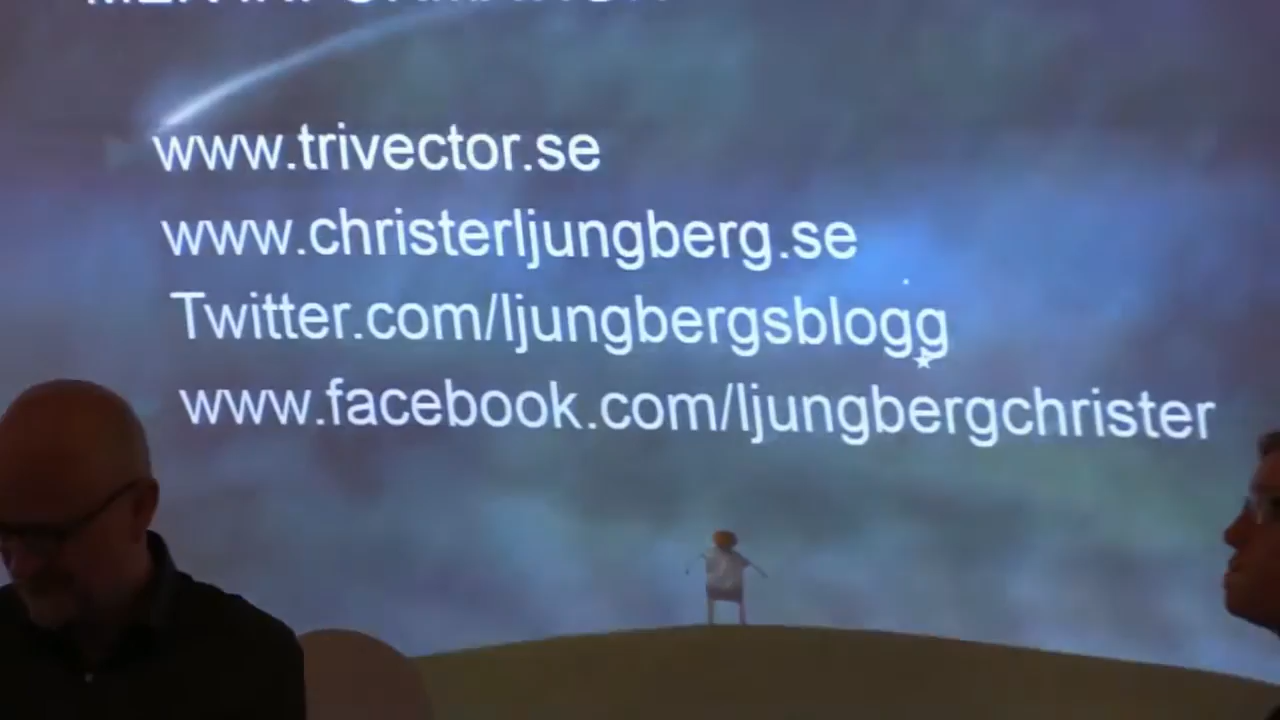 www.trivector.se
www.christerljungberg.se
Twitter.com/ljungbergsblogg
www.facebook.com/ljungbergchrister